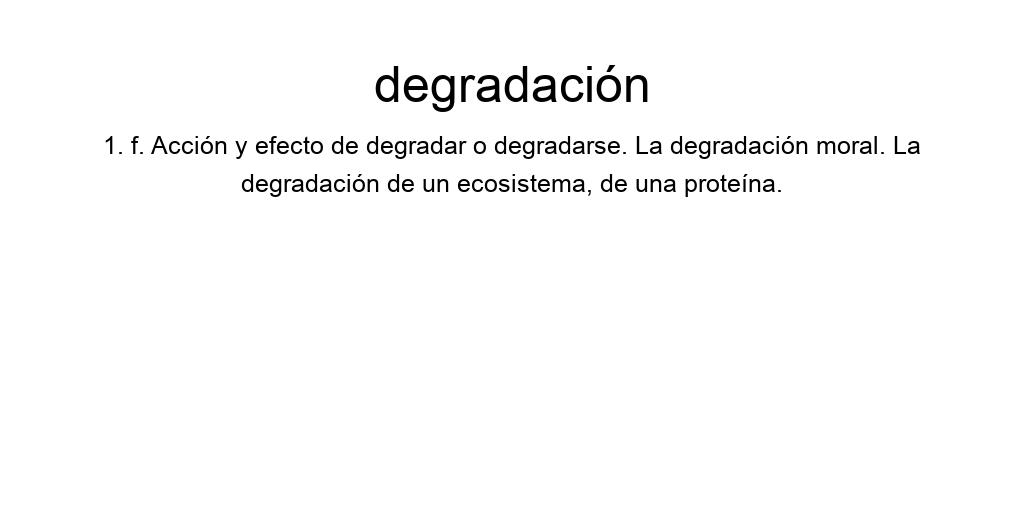 degradación
1. f. Acción y efecto de degradar o degradarse. La degradación moral. La
degradación de un ecosistema, de una proteína.